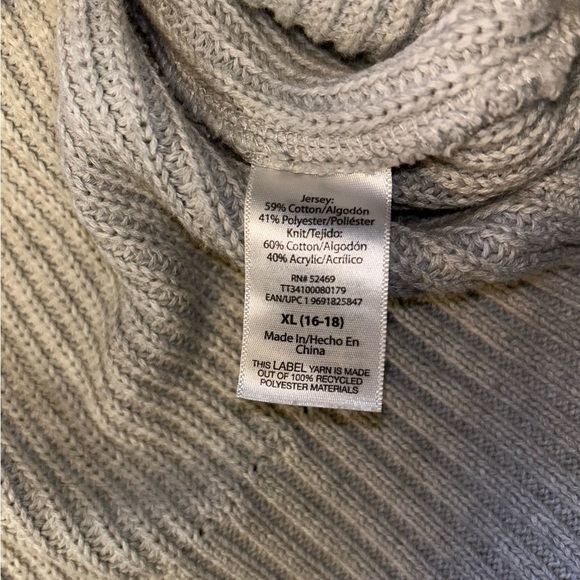 Jersey:
59% Cotton/Algodón
41% Polyester/Poliéster
Knit/Tejido:
60% Cotton/Algodón
40% Acrylic/Acrílico
RN# 52469
TT34100080179
EAN/UPC 1 9691825847
XL (16-18)
Made In/Hecho En
China
THIS LABEL YARN IS MADE
OUT OF 100% RECYCLED
POLYESTER MATERIALS